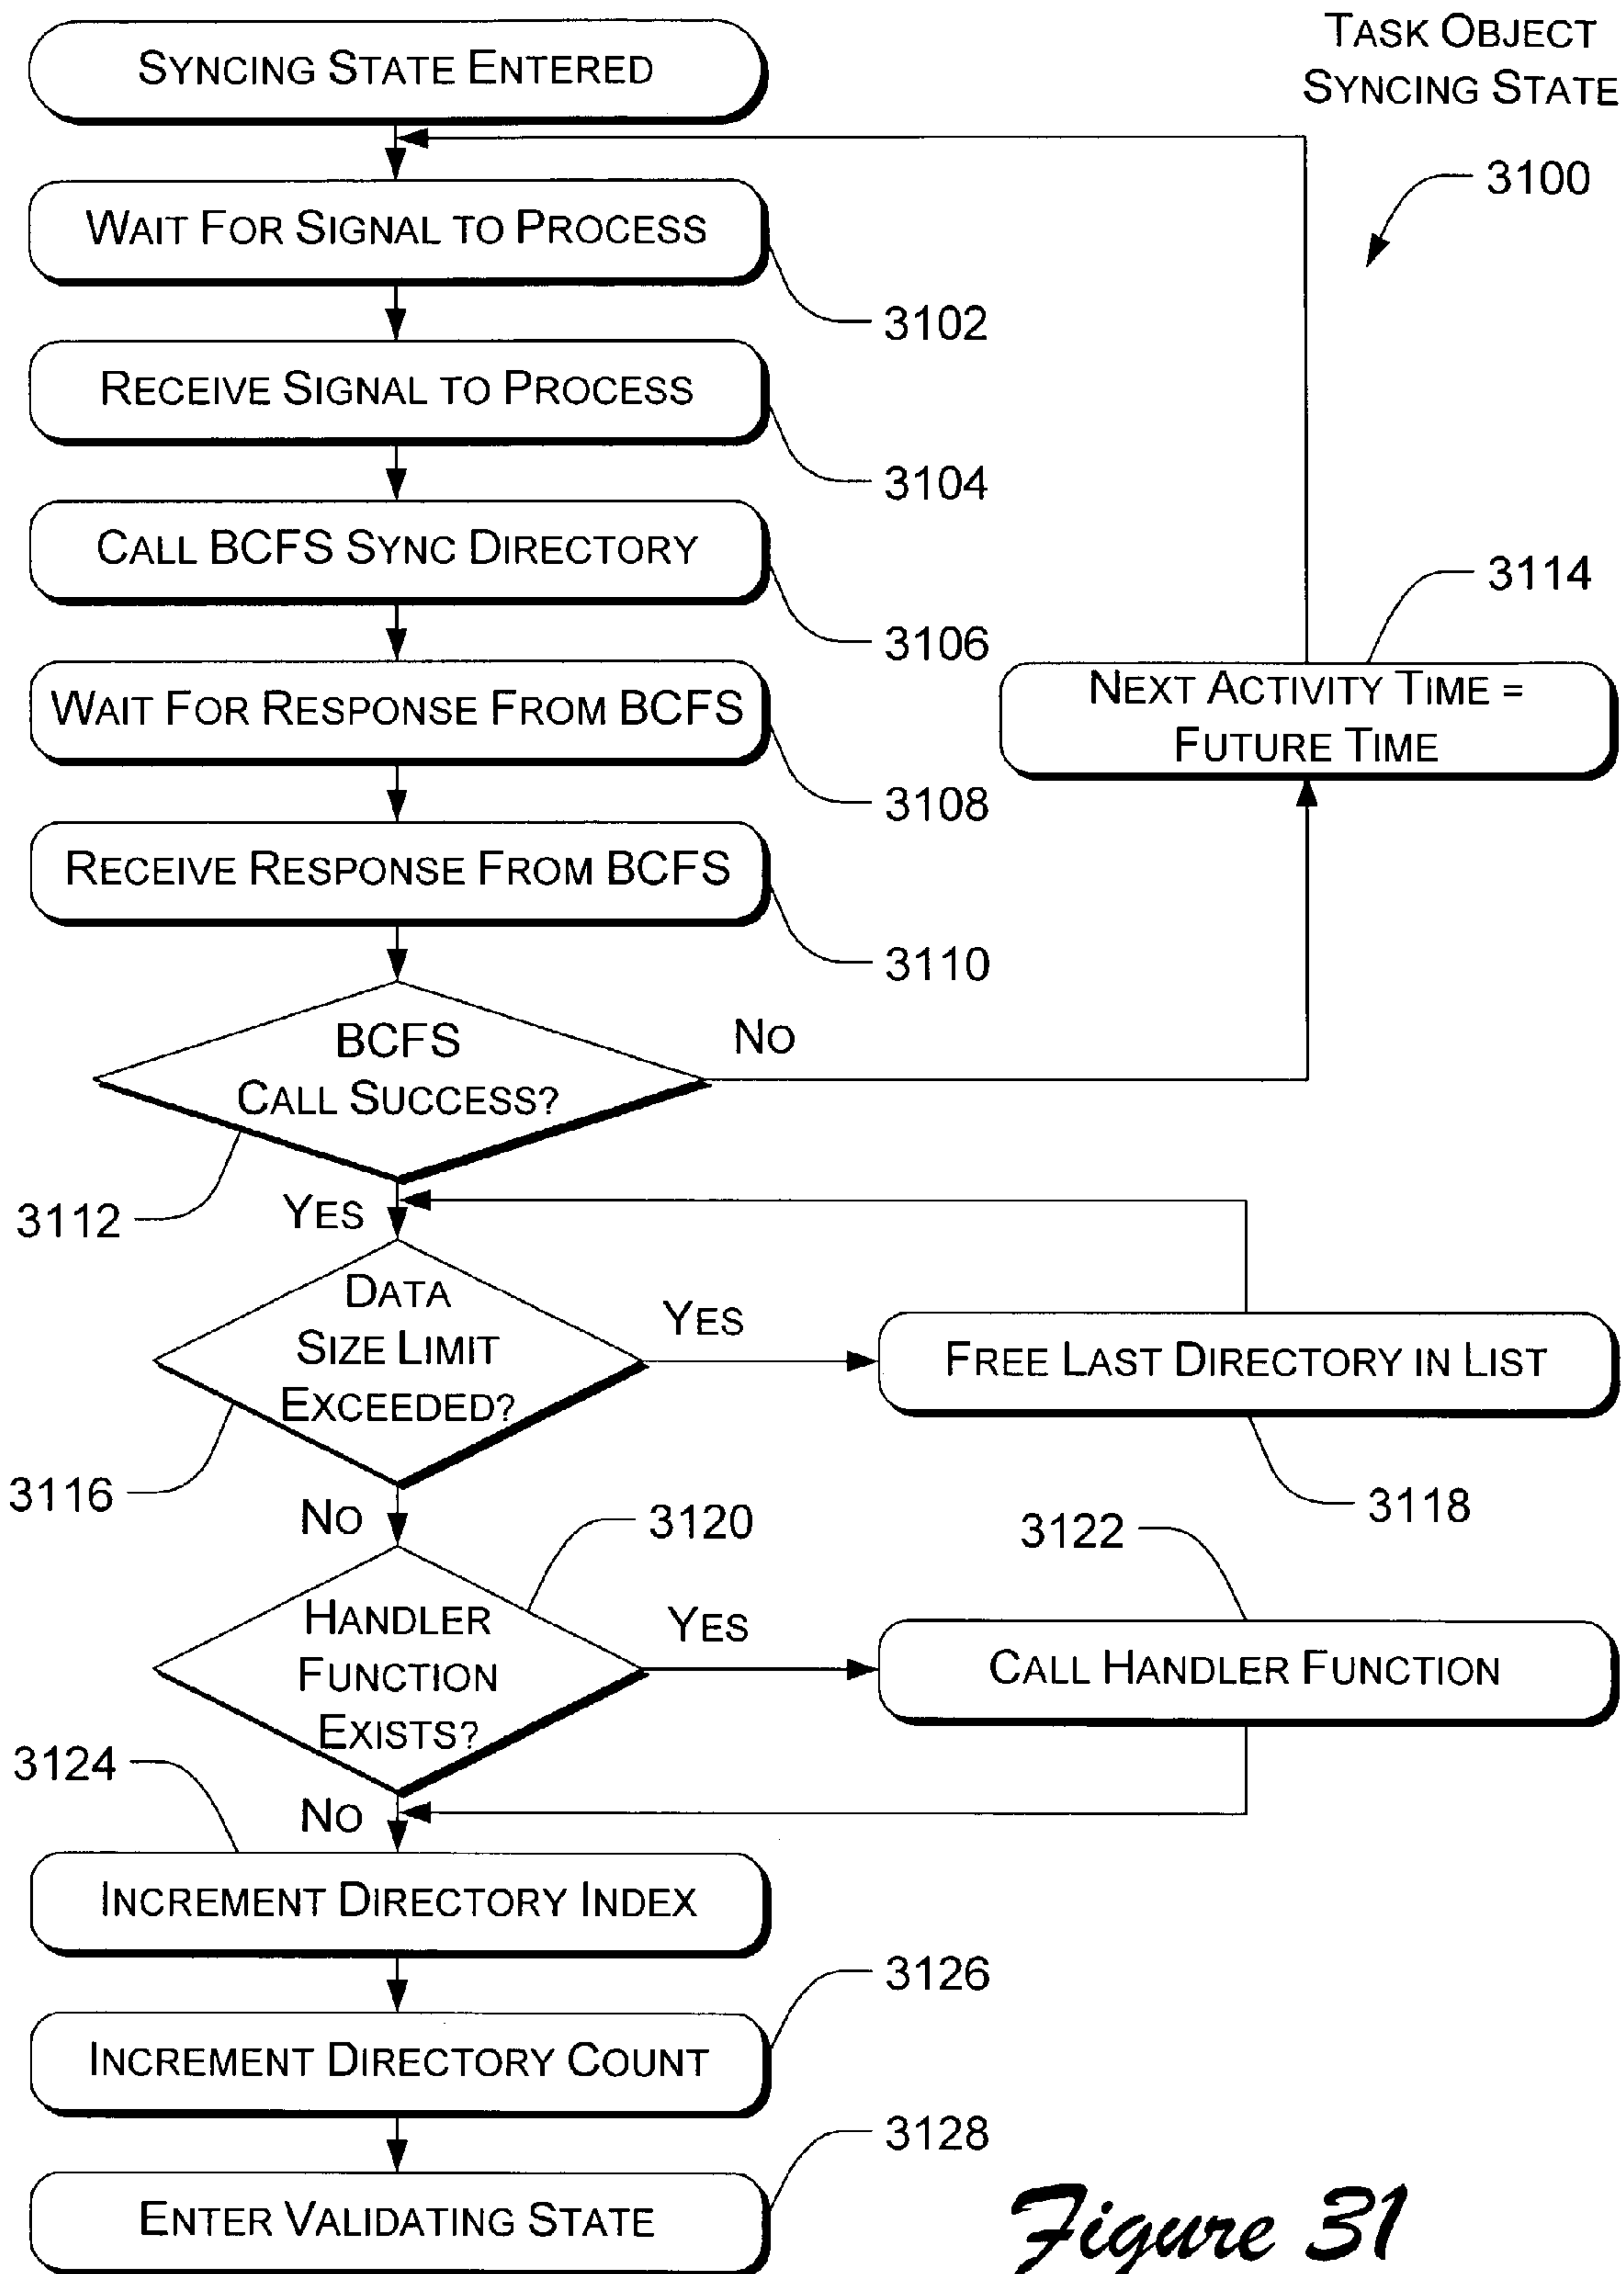 SYNCING STATE ENTERED
TASK OBJECT
SYNCING STATE
3100
WAIT FOR SIGNAL TO PROCESS
3102
RECEIVE SIGNAL TO PROCESS
3104
CALL BCFS SYNC DIRECTORY
3106
3114
WAIT FOR RESPONSE FROM BCFS
NEXT ACTIVITY TIME =
FUTURE TIME
3108
RECEIVE RESPONSE FROM BCFS
3110
BCFS
CALL SUCCESS?
NO
3112
YES
DATA
SIZE LIMIT
EXCEEDED?
YES
FREE LAST DIRECTORY IN LIST
3116
3118
NO
3120
3122
HANDLER
FUNCTION
EXISTS?
YES
CALL HANDLER FUNCTION
3124
NO
INCREMENT DIRECTORY INDEX
3126
INCREMENT DIRECTORY COUNT
3128
ENTER VALIDATING STATE
Figure 31